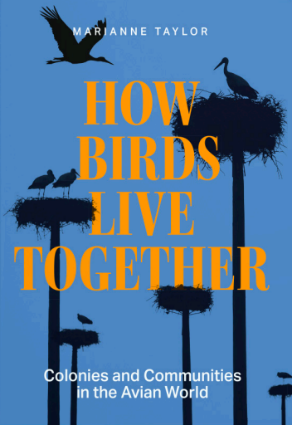 MARIANNE TAYLOR
HOW
BIRDS
LIVE
TOGETHER
Colonies and Communities
in the Avian World